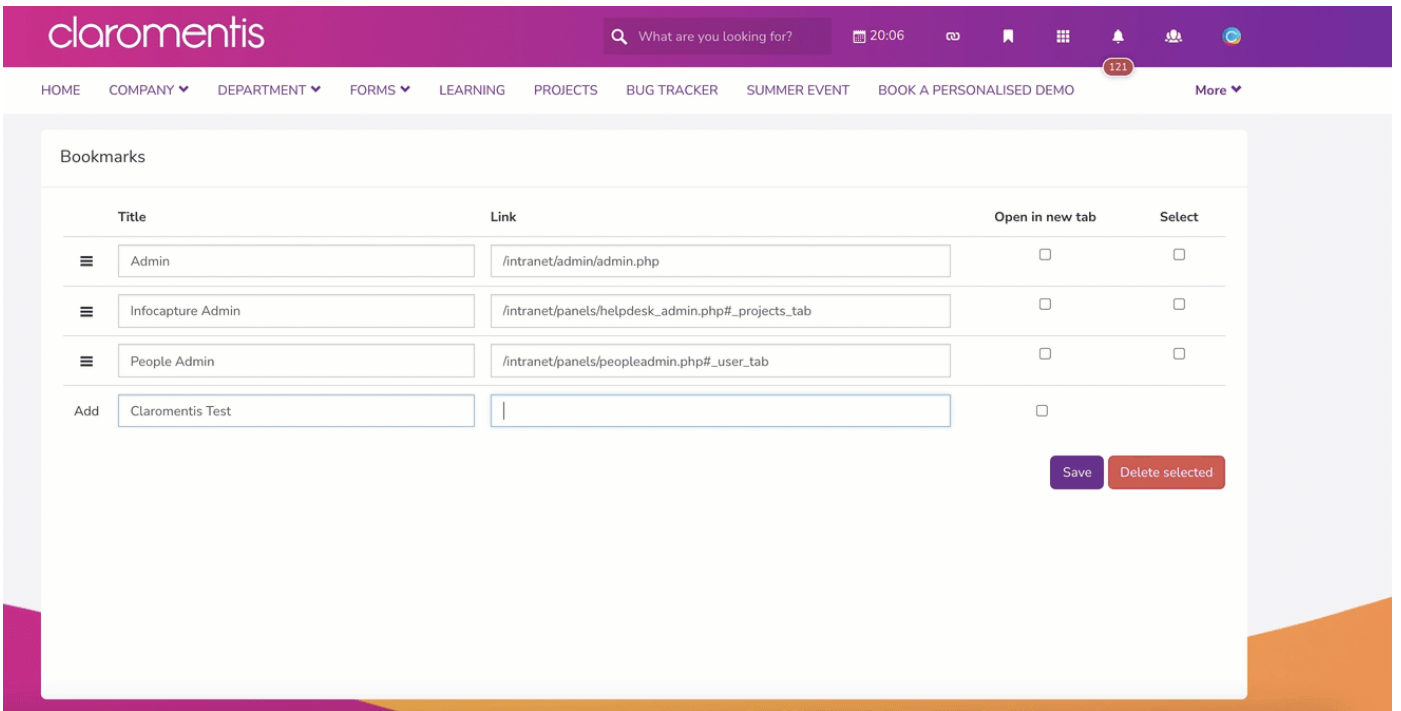 claromentis
What are you looking for?
20:06
121
HOME COMPANY DEPARTMENT FORMS LEARNING PROJECTS BUG TRACKER SUMMER EVENT BOOK A PERSONALISED DEMO More
Bookmarks
Title Link Open in new tab Select
Admin /intranet/admin/admin.php
Infocapture Admin /intranet/panels/helpdesk_admin.php#_projects_tab
People Admin /intranet/panels/peopleadmin.php#_user_tab
Add Claromentis Test
Save Delete selected